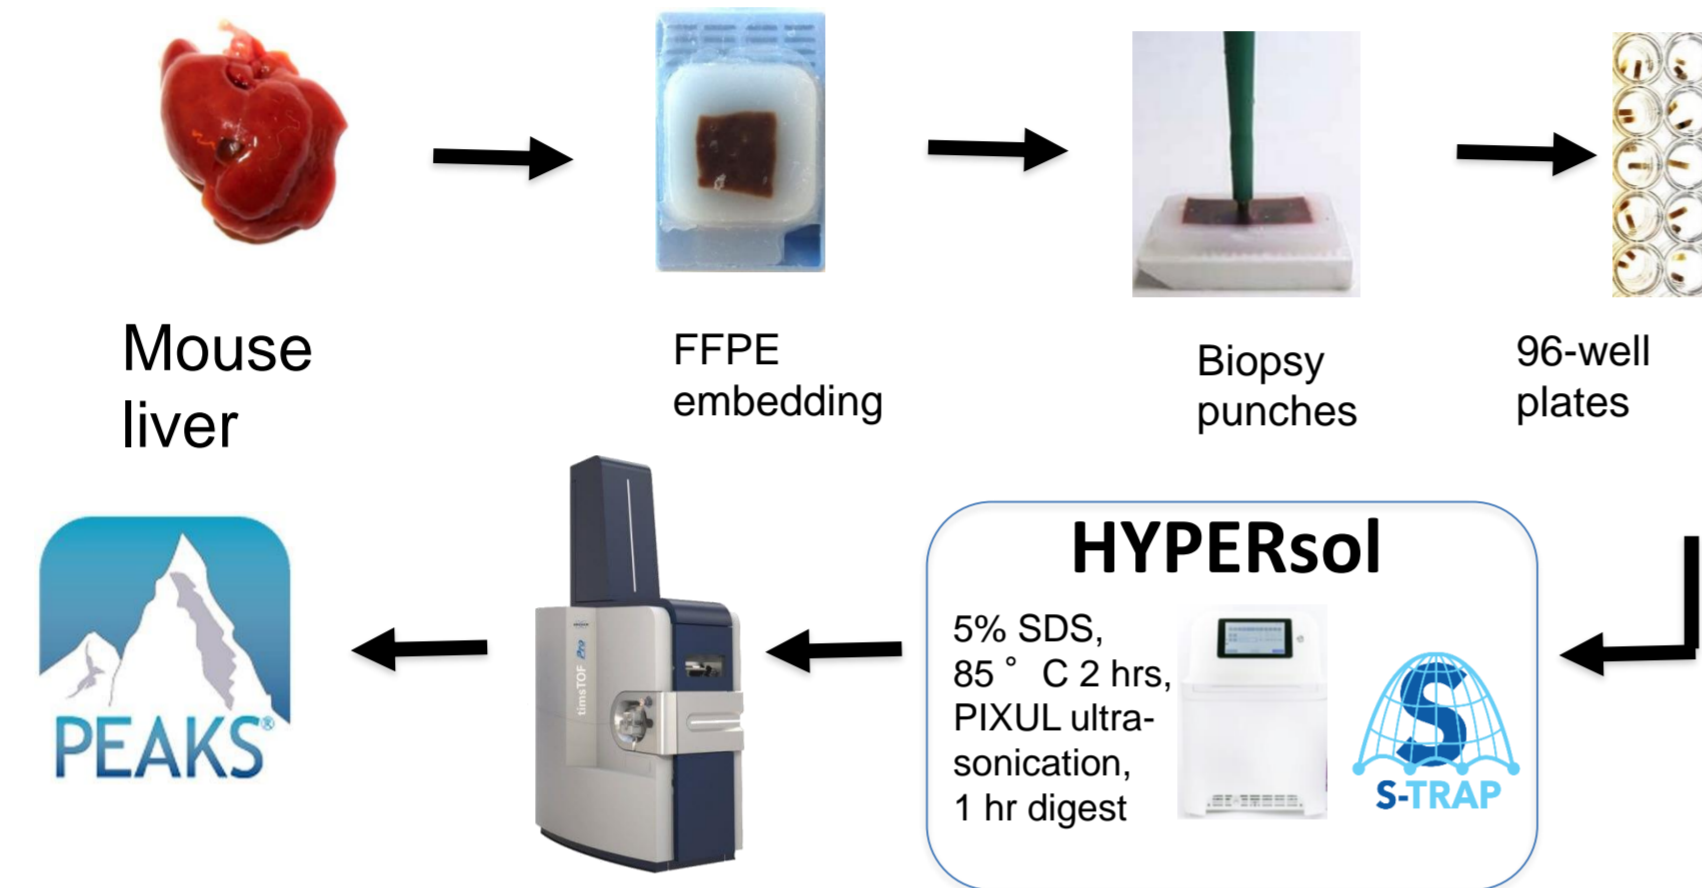 Mouse
liver
FFPE
embedding
Biopsy
punches
96-well
plates
PEAKS®
timsTOF Pro
HYPERsol
5% SDS,
85 ° C 2 hrs,
PIXUL ultra-
sonication,
1 hr digest
S
S-TRAP